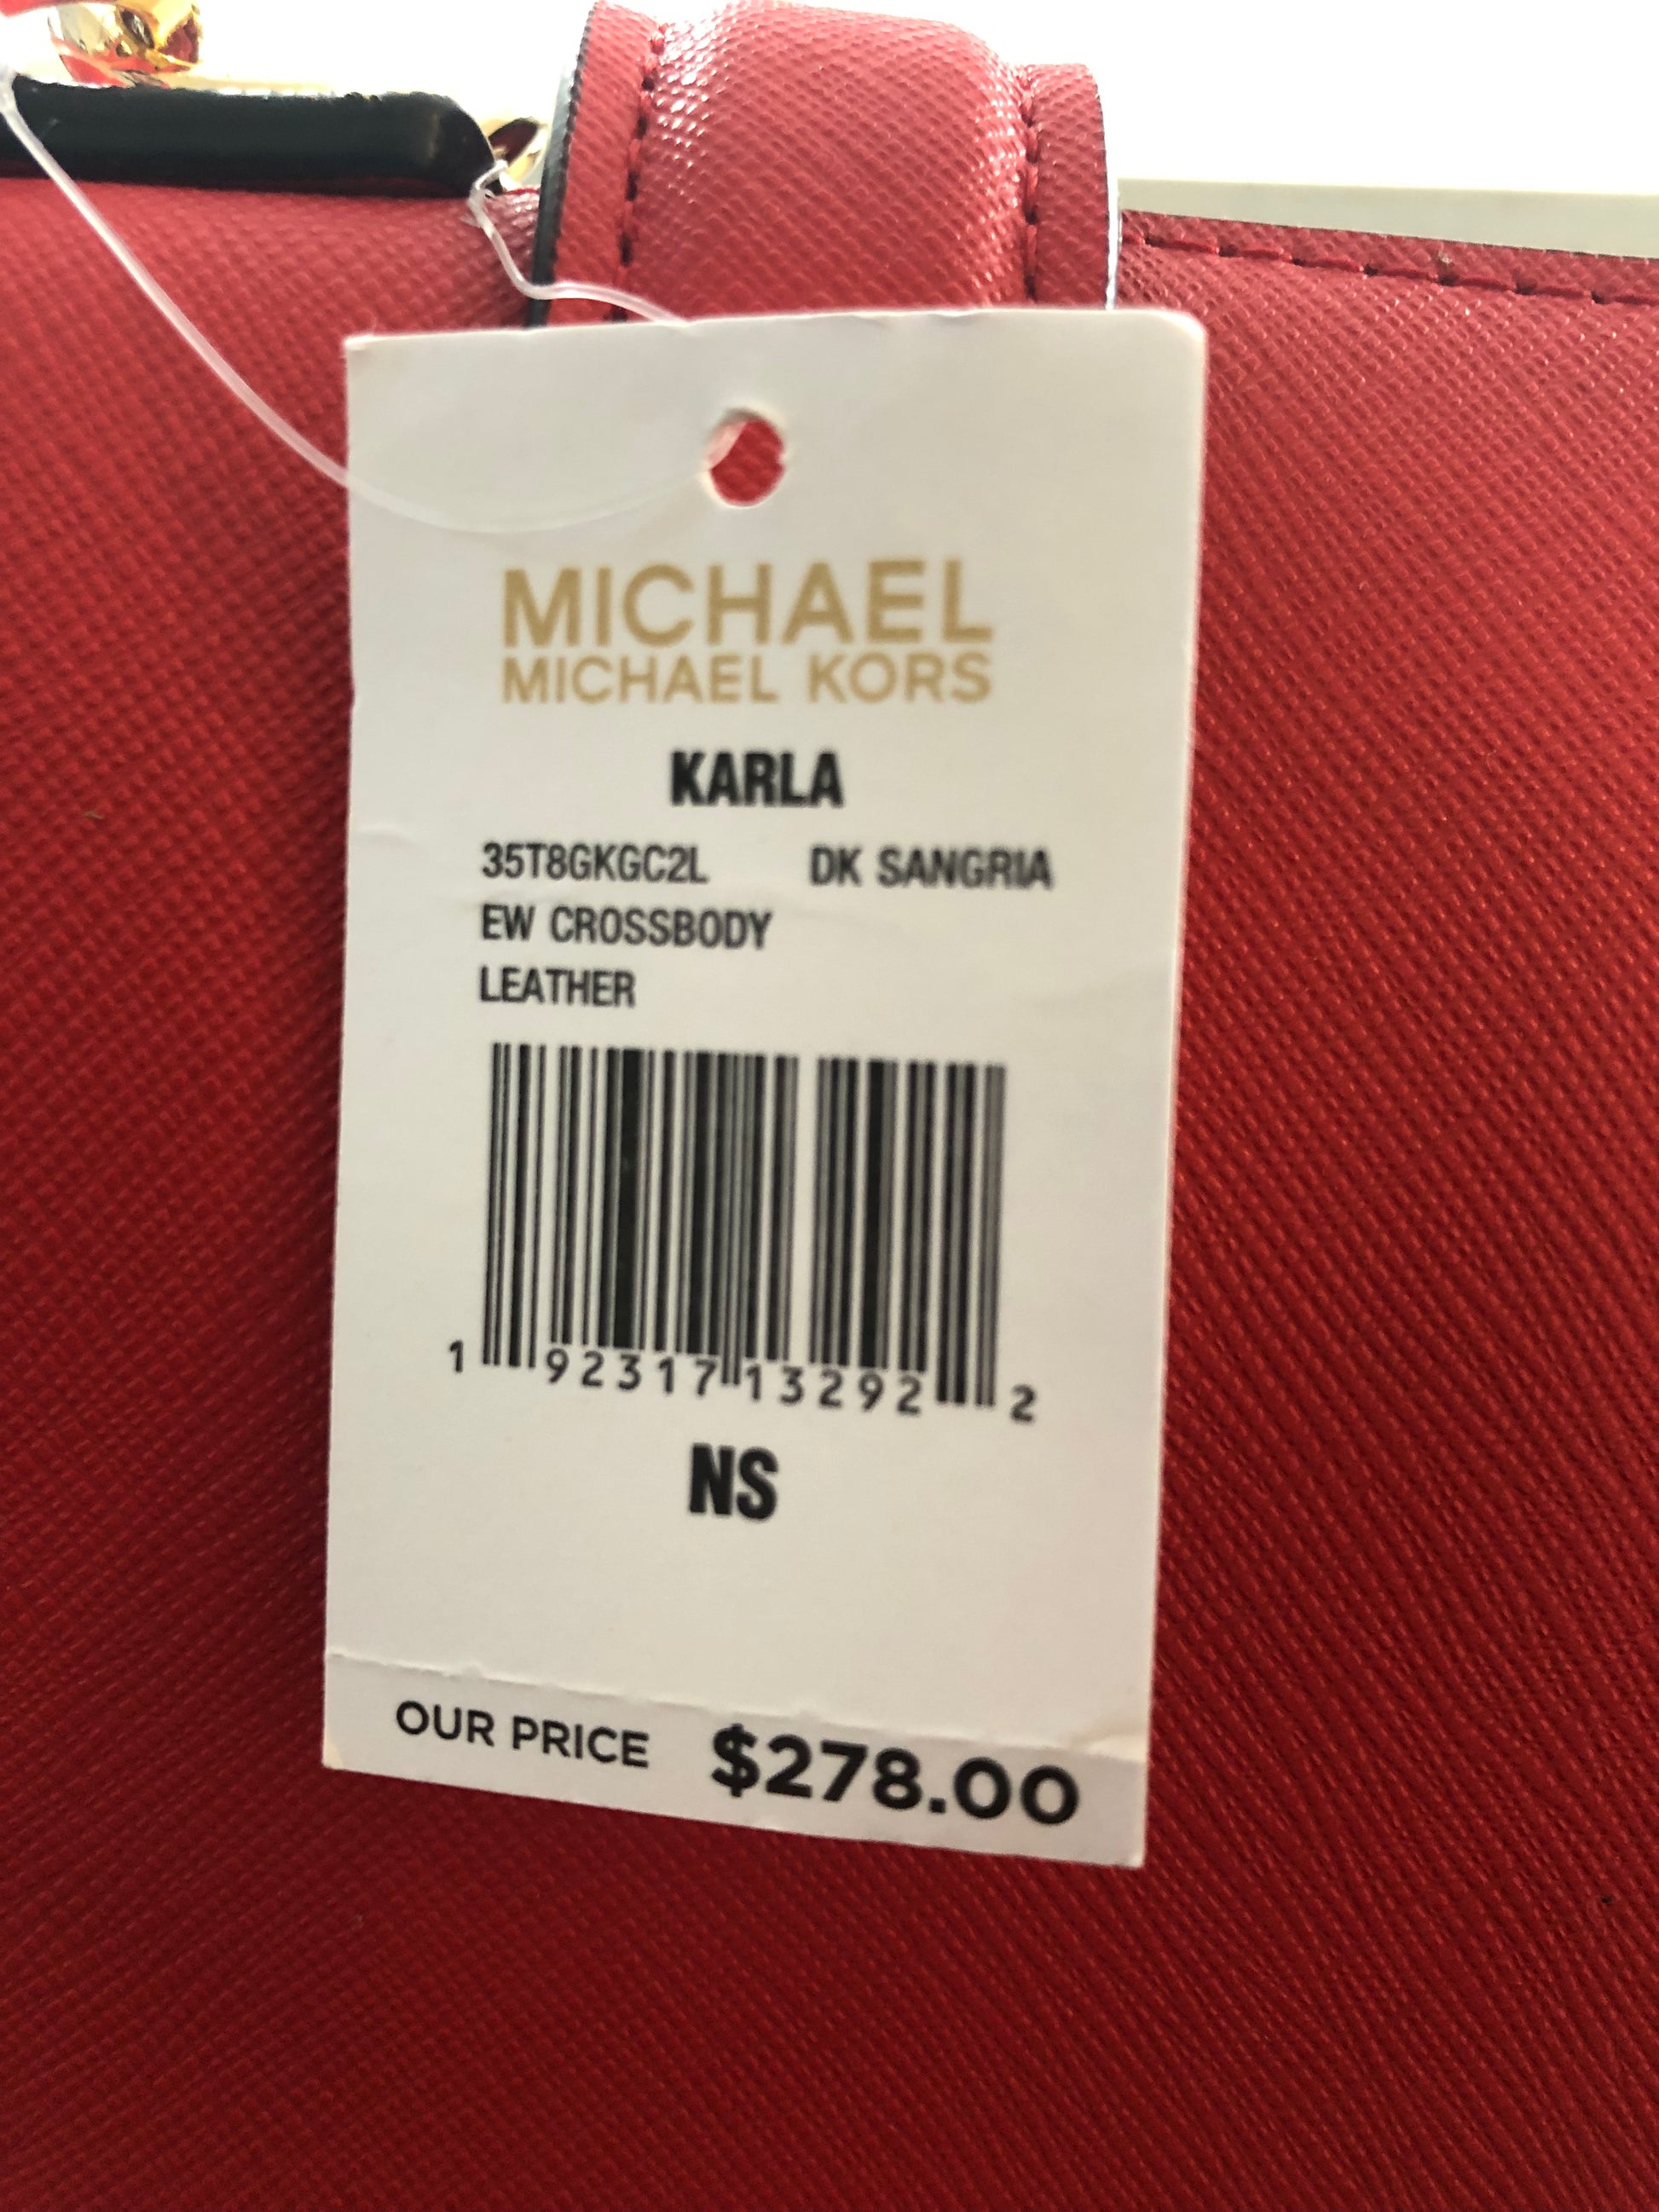 MICHAEL
MICHAEL KORS
KARLA
35T8GKGC2L DK SANGRIA
EW CROSSBODY
LEATHER
1 92317 13292 2
NS
OUR PRICE $278.00